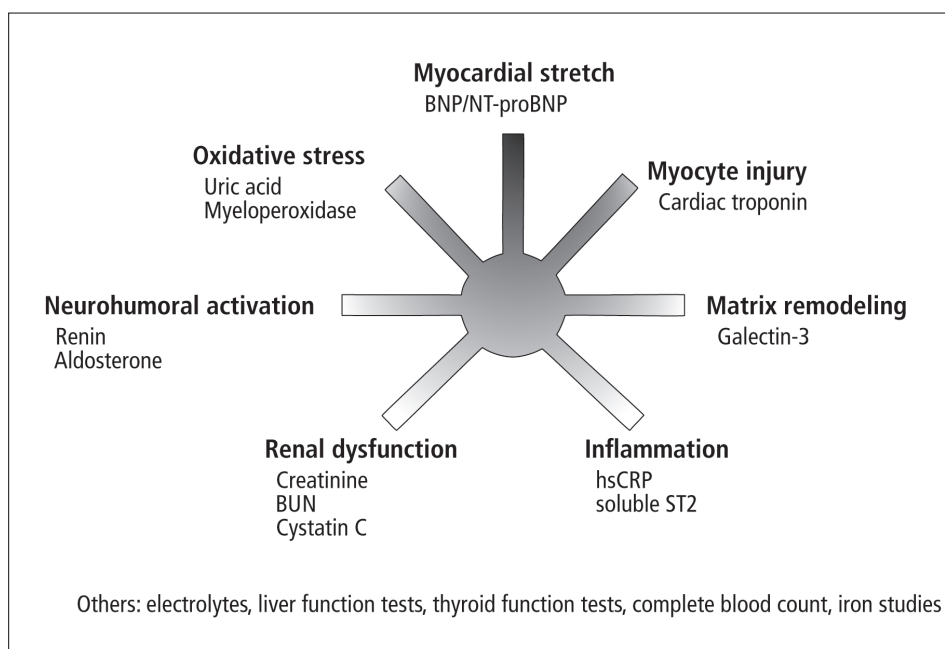 Myocardial stretch
BNP/NT-proBNP
Oxidative stress
Uric acid
Myeloperoxidase
Myocyte injury
Cardiac troponin
Neurohumoral activation
Renin
Aldosterone
Matrix remodeling
Galectin-3
Renal dysfunction
Creatinine
BUN
Cystatin C
Inflammation
hsCRP
soluble ST2
Others: electrolytes, liver function tests, thyroid function tests, complete blood count, iron studies